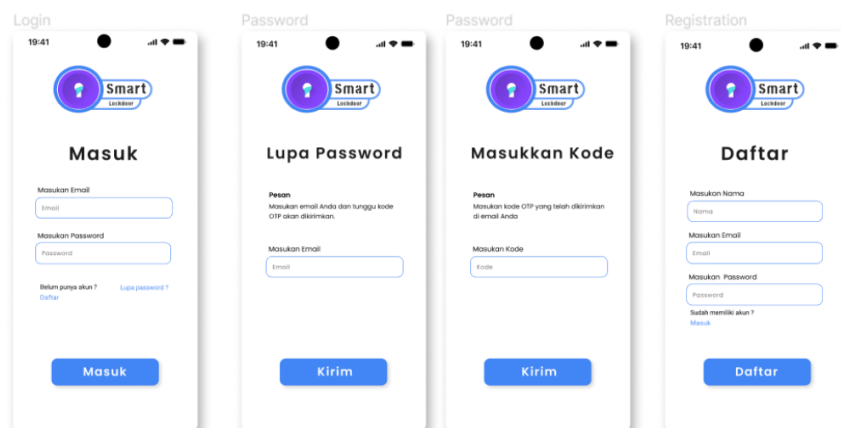 Login
19:41
Smart
Lockdoor
Masuk
Masukan Email
Email
Masukan Password
Password
Belum punya akun ?
Lupa password ?
Daftar
Masuk
Password
19:41
Smart
Lockdoor
Lupa Password
Pesan
Masukan email Anda dan tunggu kode
OTP akan dikirimkan.
Masukan Email
Email
Kirim
Password
19:41
Smart
Lockdoor
Masukkan Kode
Pesan
Masukan kode OTP yang telah dikirimkan
di email Anda
Masukan Kode
Kode
Kirim
Registration
19:41
Smart
Lockdoor
Daftar
Masukan Nama
Nama
Masukan Email
Email
Masukan Password
Password
Sudah memiliki akun ?
Masuk
Daftar